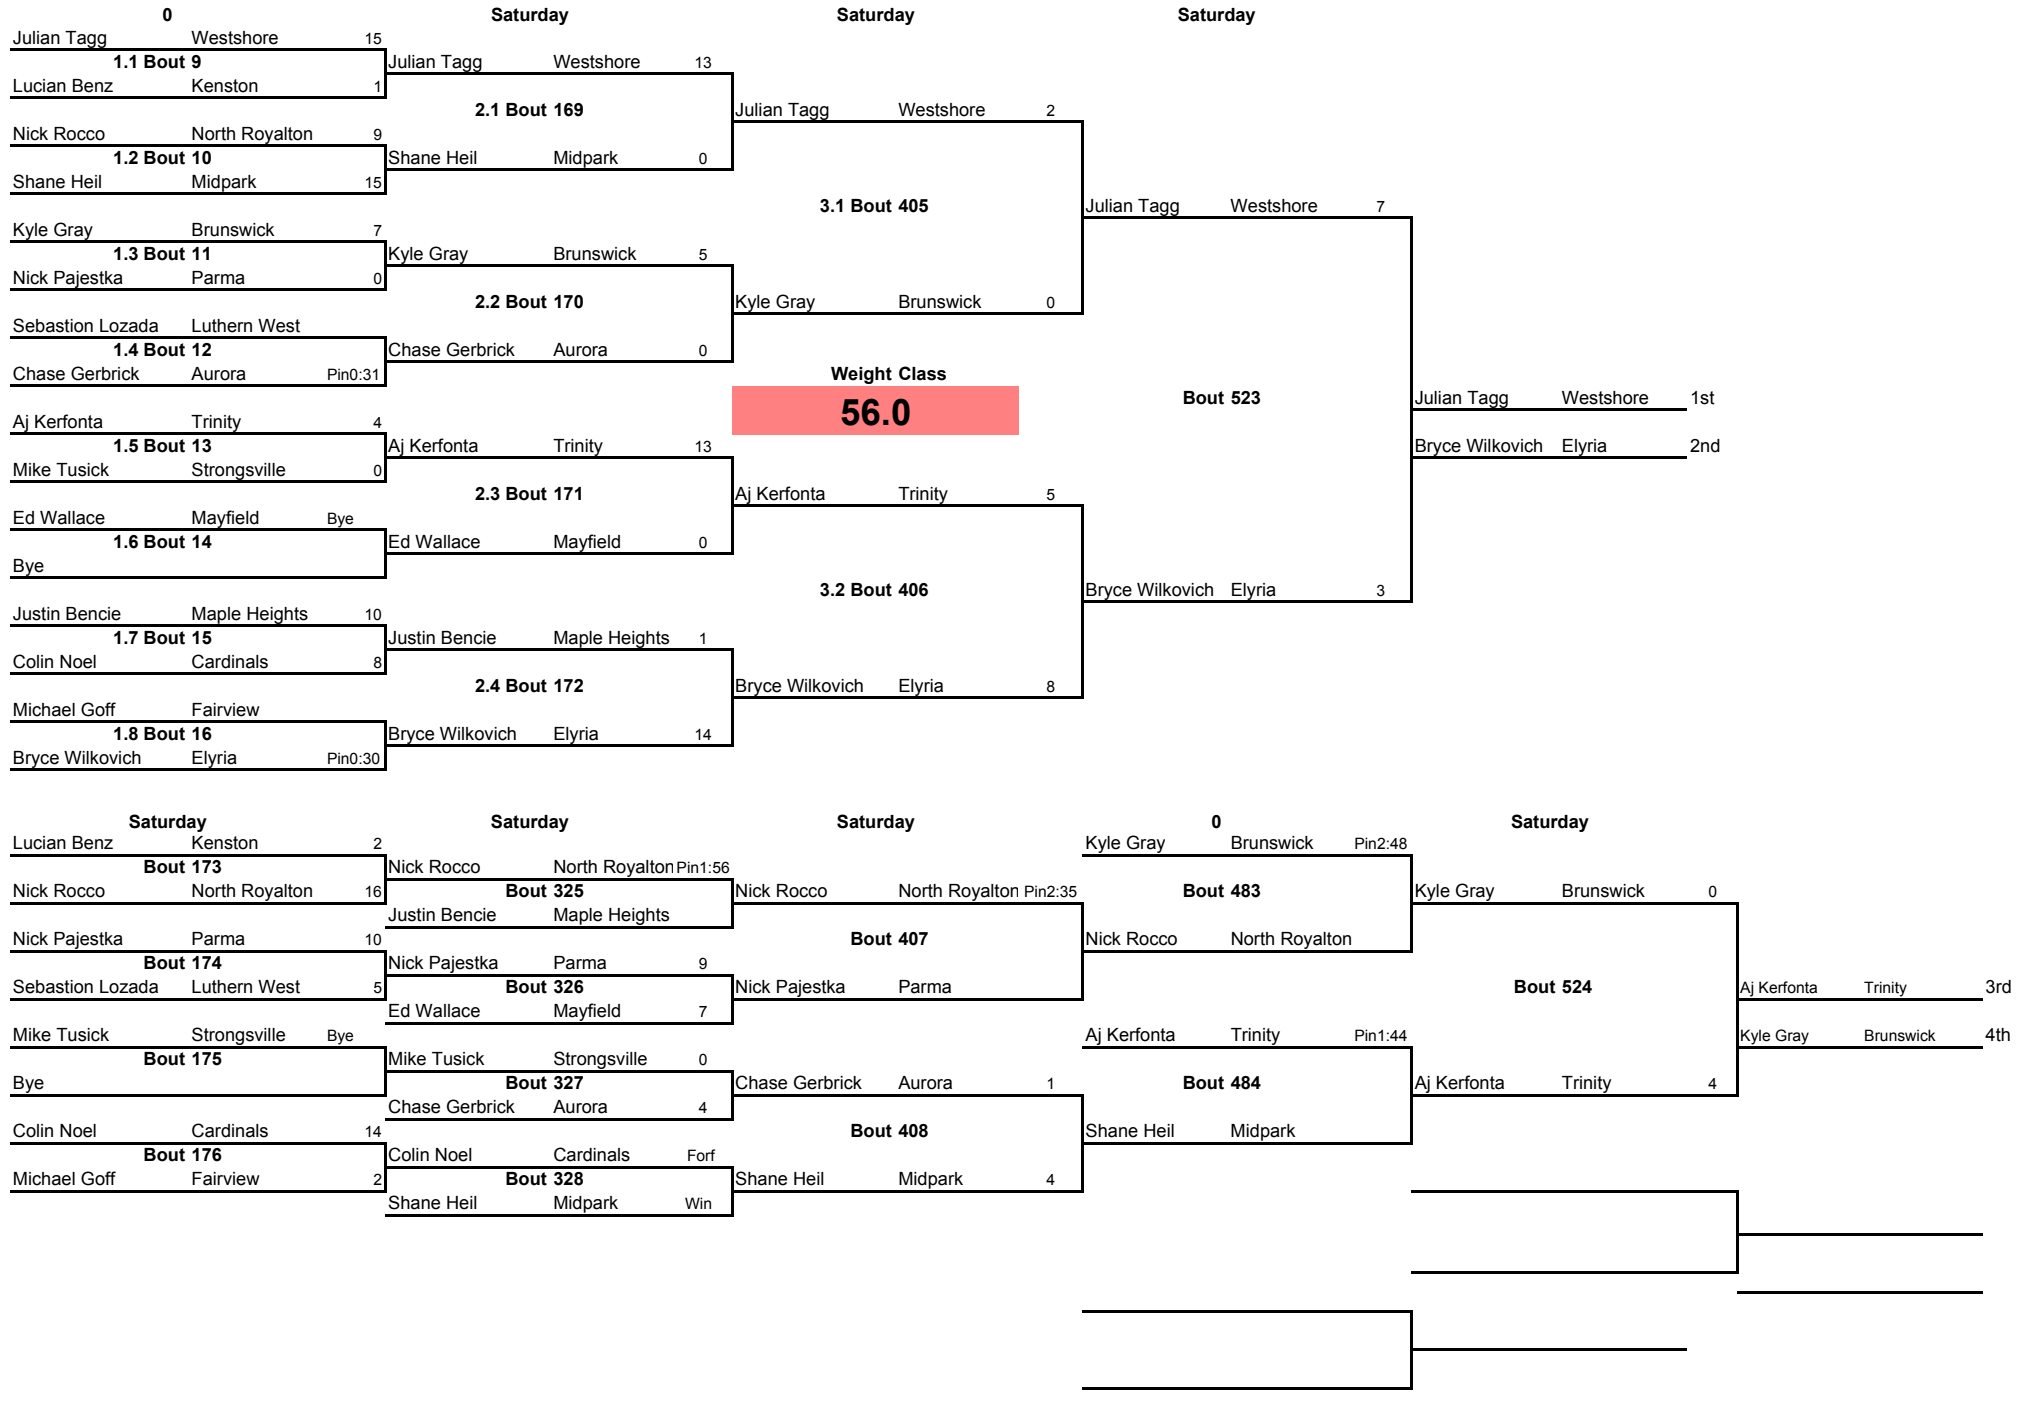 0 Saturday Saturday Saturday
Julian Tagg Westshore 15
1.1 Bout 9 Julian Tagg Westshore 13
Lucian Benz Kenston 1
2.1 Bout 169 Julian Tagg Westshore 2
Nick Rocco North Royalton 9
1.2 Bout 10 Shane Heil Midpark 0
Shane Heil Midpark 15
3.1 Bout 405 Julian Tagg Westshore 7
Kyle Gray Brunswick 7
1.3 Bout 11 Kyle Gray Brunswick 5
Nick Pajestka Parma 0
2.2 Bout 170 Kyle Gray Brunswick 0
Sebastion Lozada Luthern West
1.4 Bout 12 Chase Gerbrick Aurora 0
Chase Gerbrick Aurora Pin0:31 Weight Class
Bout 523 Julian Tagg Westshore 1st
56.0
Aj Kerfonta Trinity 4
1.5 Bout 13 Aj Kerfonta Trinity 13 Bryce Wilkovich Elyria 2nd
Mike Tusick Strongsville 0
2.3 Bout 171 Aj Kerfonta Trinity 5
Ed Wallace Mayfield Bye
1.6 Bout 14 Ed Wallace Mayfield 0
Bye
3.2 Bout 406 Bryce Wilkovich Elyria 3
Justin Bencie Maple Heights 10
1.7 Bout 15 Justin Bencie Maple Heights 1
Colin Noel Cardinals 8
2.4 Bout 172 Bryce Wilkovich Elyria 8
Michael Goff Fairview
1.8 Bout 16 Bryce Wilkovich Elyria 14
Bryce Wilkovich Elyria Pin0:30
Saturday Saturday Saturday 0 Saturday
Lucian Benz Kenston 2 Kyle Gray Brunswick Pin2:48
Bout 173 Nick Rocco North Royalton Pin1:56
Nick Rocco North Royalton 16 Bout 325 Nick Rocco North Royalton Pin2:35 Bout 483 Kyle Gray Brunswick 0
Justin Bencie Maple Heights
Nick Pajestka Parma 10 Bout 407 Nick Rocco North Royalton
Bout 174 Nick Pajestka Parma 9
Sebastion Lozada Luthern West 5 Bout 326 Nick Pajestka Parma Bout 524 Aj Kerfonta Trinity 3rd
Ed Wallace Mayfield 7
Mike Tusick Strongsville Bye Aj Kerfonta Trinity Pin1:44 Kyle Gray Brunswick 4th
Bout 175 Mike Tusick Strongsville 0
Bye Bout 327 Chase Gerbrick Aurora 1 Bout 484 Aj Kerfonta Trinity 4
Chase Gerbrick Aurora 4
Colin Noel Cardinals 14 Bout 408 Shane Heil Midpark
Bout 176 Colin Noel Cardinals Forf
Michael Goff Fairview 2 Bout 328 Shane Heil Midpark 4
Shane Heil Midpark Win